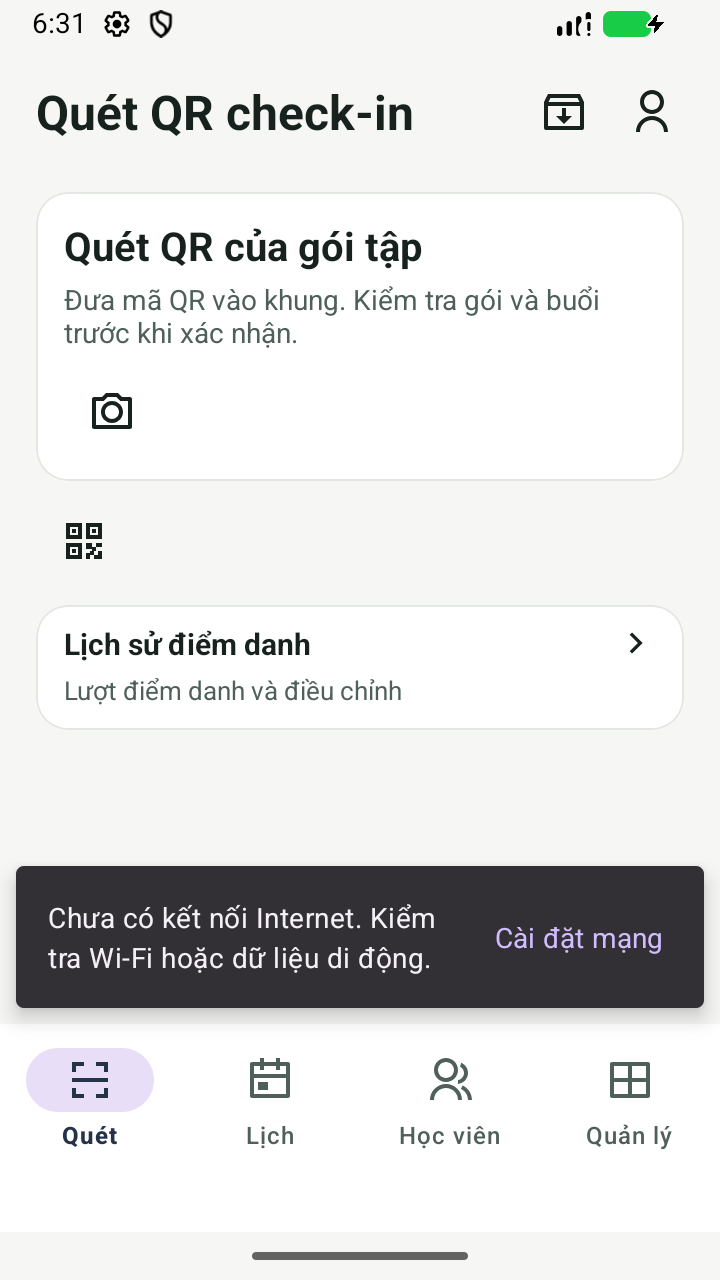 6:31
Quét QR check-in
Quét QR của gói tập
Đưa mã QR vào khung. Kiểm tra gói và buổi
trước khi xác nhận.
Lịch sử điểm danh
Lượt điểm danh và điều chỉnh
Chưa có kết nối Internet. Kiểm
tra Wi-Fi hoặc dữ liệu di động.
Cài đặt mạng
Quét
Lịch
Học viên
Quản lý